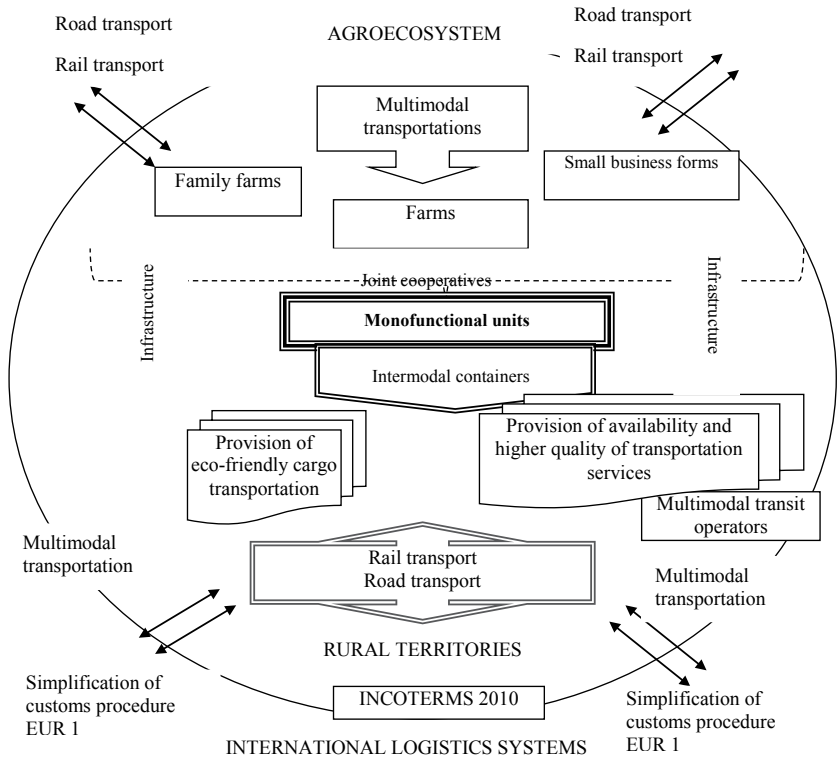 Road transport
Rail transport
AGROECOSYSTEM
Road transport
Rail transport
Multimodal
transportations
Family farms
Small business forms
Farms
Infrastructure
Joint cooperatives
Infrastructure
Monofunctional units
Intermodal containers
Provision of
eco-friendly cargo
transportation
Provision of availability and
higher quality of transportation
services
Multimodal transit
operators
Multimodal
transportation
Rail transport
Road transport
Multimodal
transportation
RURAL TERRITORIES
Simplification of
customs procedure
EUR 1
INCOTERMS 2010
Simplification of
customs procedure
EUR 1
INTERNATIONAL LOGISTICS SYSTEMS